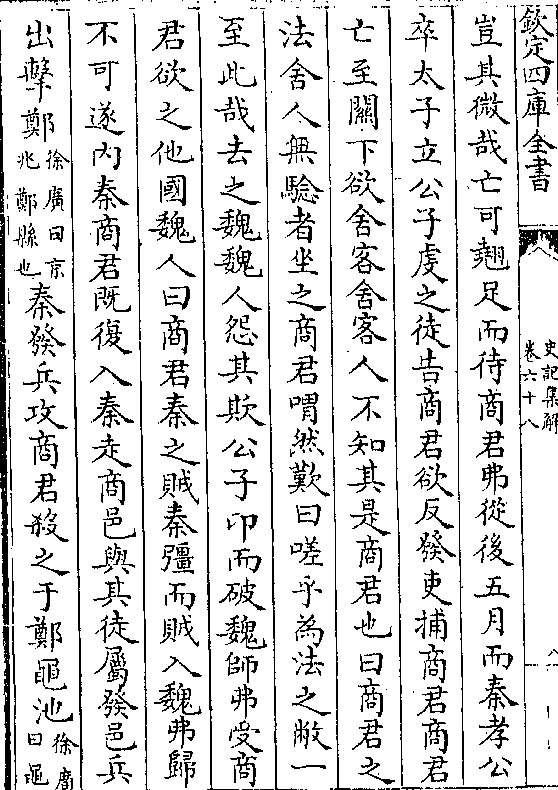 欽定四庫全書
史記集解
卷六十八
豈其微哉亡可翹足而待商君弗從後五月而秦孝公
卒太子立公子虔之徒告商君欲反發吏捕商君商君
亡至關下欲舍客舍客人不知其是商君也曰商君之
法舍人無驗者坐之商君喟然歎曰嗟乎為法之敝一
至此哉去之魏魏人怨其欺公子卬而破魏師弗受商
君欲之他國魏人曰商君秦之賊秦彊而賊入魏弗歸
不可遂內秦商君既復入秦走商邑與其徒屬發邑兵
出擊鄭徐廣曰京兆鄭縣也秦發兵攻商君殺之于鄭黽池徐廣曰黽